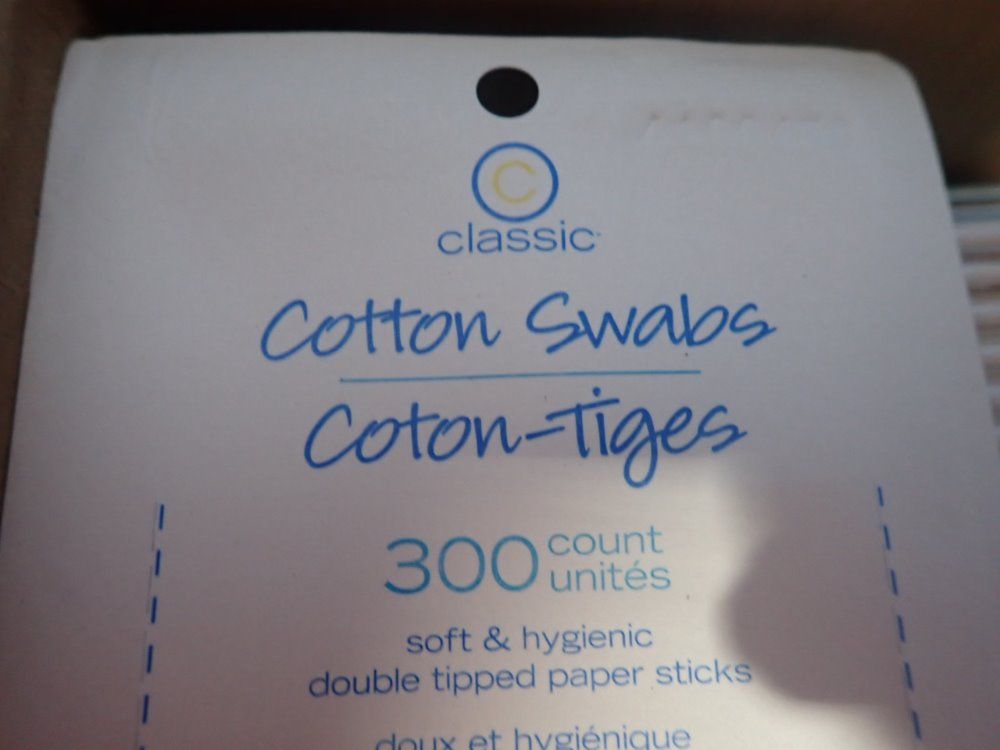 C
classic
Cotton Swabs
Coton-Tiges
300 count
unités
soft & hygienic
double tipped paper sticks
doux et hygiénique